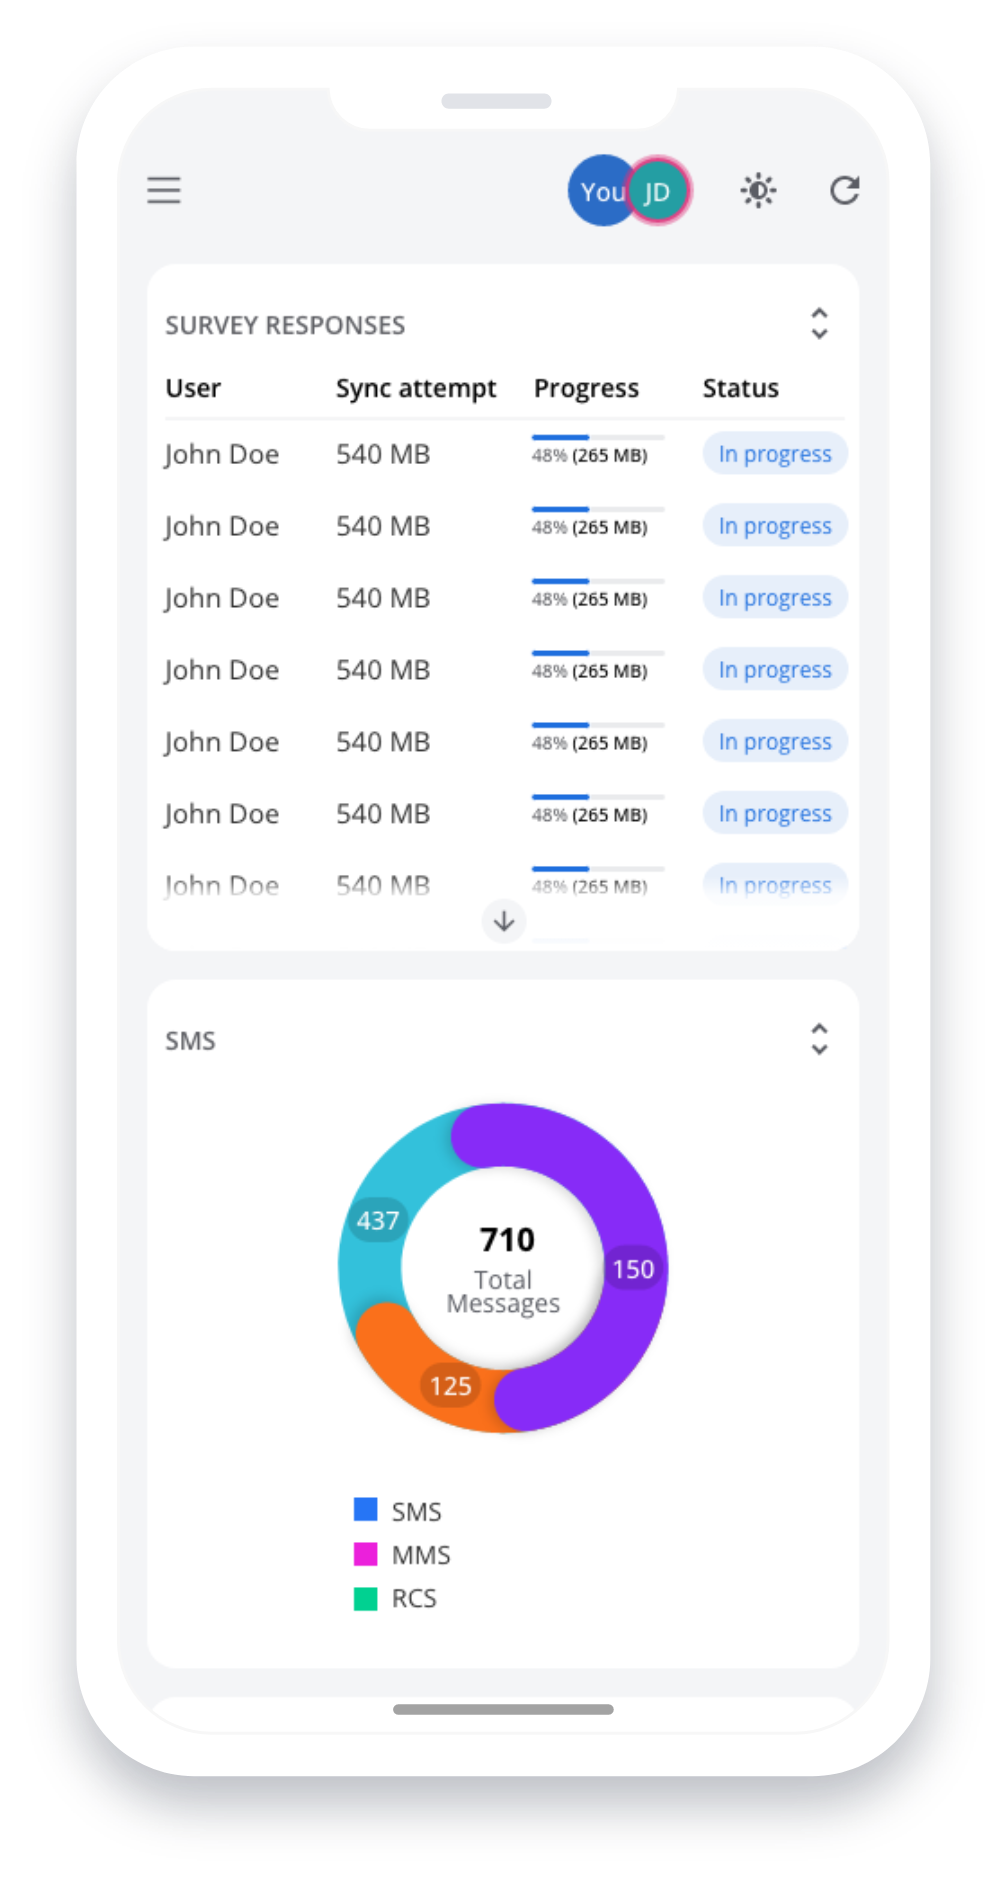 You JD
SURVEY RESPONSES
User Sync attempt Progress Status
John Doe 540 MB 48% (265 MB) In progress
John Doe 540 MB 48% (265 MB) In progress
John Doe 540 MB 48% (265 MB) In progress
John Doe 540 MB 48% (265 MB) In progress
John Doe 540 MB 48% (265 MB) In progress
John Doe 540 MB 48% (265 MB) In progress
John Doe 540 MB 48% (265 MB) In progress
SMS
437
710
Total
Messages
150
125
SMS
MMS
RCS